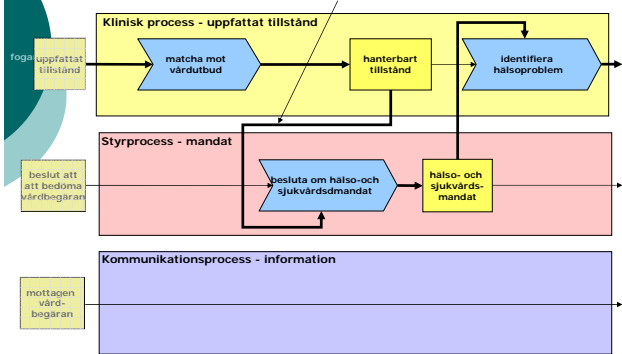 Klinisk process - uppfattat tillstånd
uppfattat
tillstånd
matcha mot
vårdutbud
hanterbart
tillstånd
identifiera
hälsoproblem
Styrprocess - mandat
beslut att
att bedöma
vårdbegäran
besluta om hälso-och
sjukvårdsdmandat
hälso- och
sjukvårds-
mandat
Kommunikationsprocess - information
mottagen
vård-
begäran